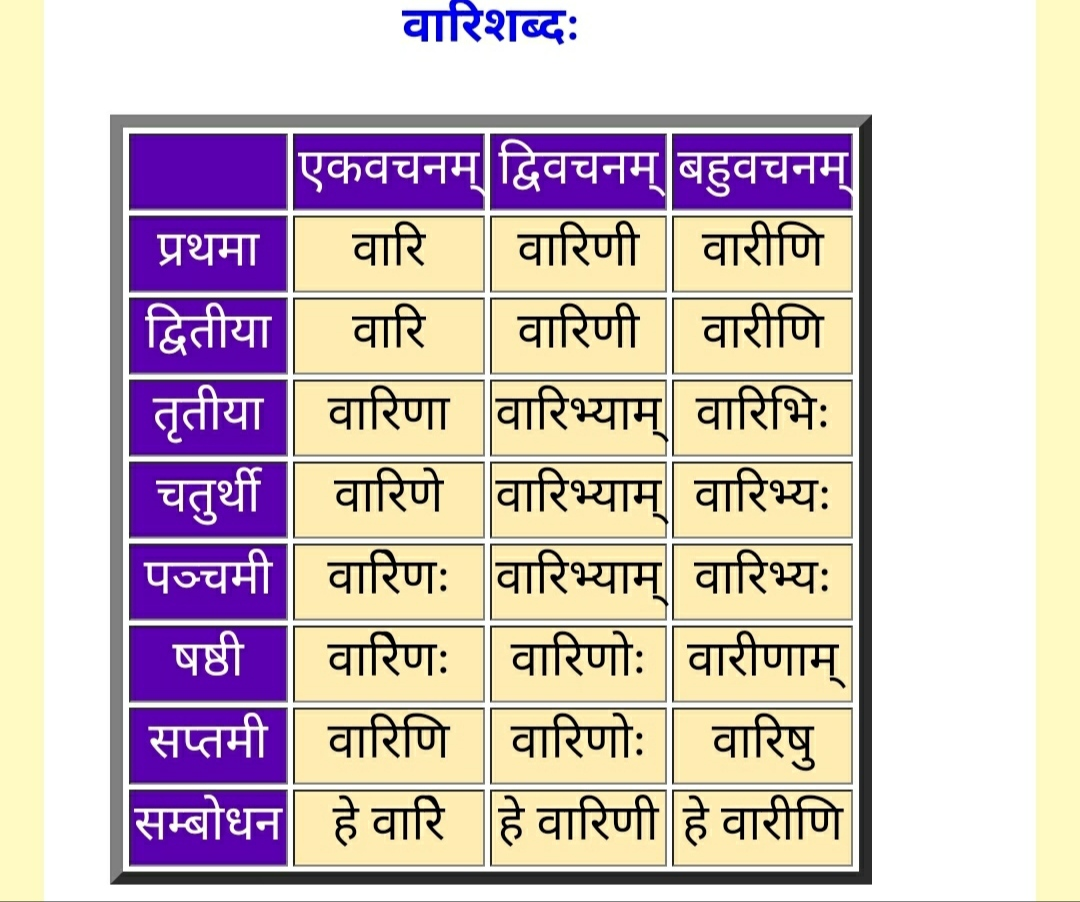 वारिशब्दः
एकवचनम् द्विवचनम् बहुवचनम्
प्रथमा वारि वारिणी वारीणि
द्वितीया वारि वारिणी वारीणि
तृतीया वारिणा वारिभ्याम् वारिभिः
चतुर्थी वारिणे वारिभ्याम् वारिभ्यः
पञ्चमी वारिेणः वारिभ्याम् वारिभ्यः
षष्ठी वारिेणः वारिणोः वारीणाम्
सप्तमी वारिणि वारिणोः वारिषु
सम्बोधन हे वारिे हे वारिणी हे वारीणि